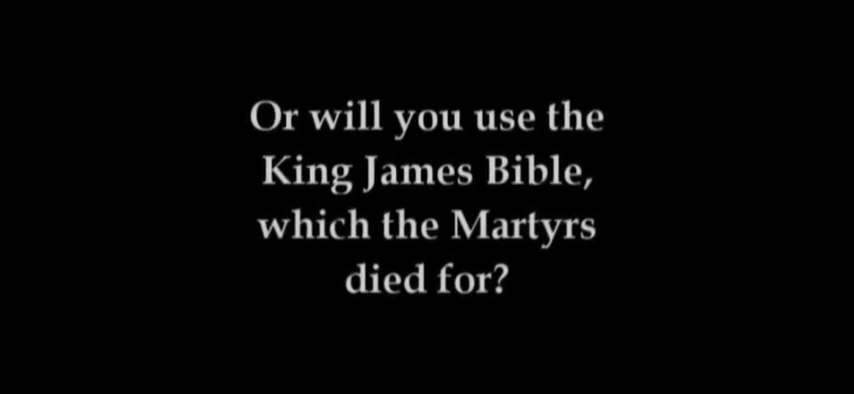 Or will you use the
King James Bible,
which the Martyrs
died for?